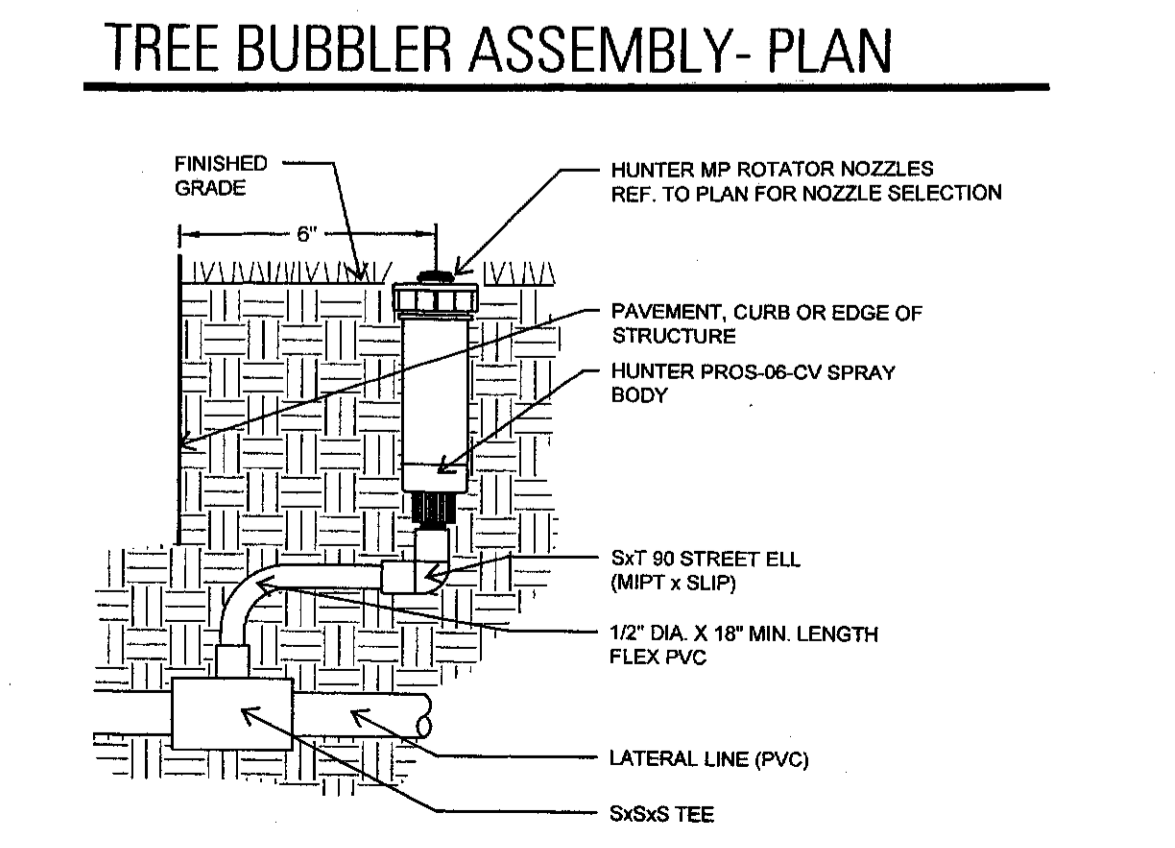 TREE BUBBLER ASSEMBLY- PLAN
FINISHED
GRADE
HUNTER MP ROTATOR NOZZLES
REF. TO PLAN FOR NOZZLE SELECTION
6"
PAVEMENT, CURB OR EDGE OF
STRUCTURE
HUNTER PROS-06-CV SPRAY
BODY
SxT 90 STREET ELL
(MIPT x SLIP)
1/2" DIA. X 18" MIN. LENGTH
FLEX PVC
LATERAL LINE (PVC)
SxSxS TEE